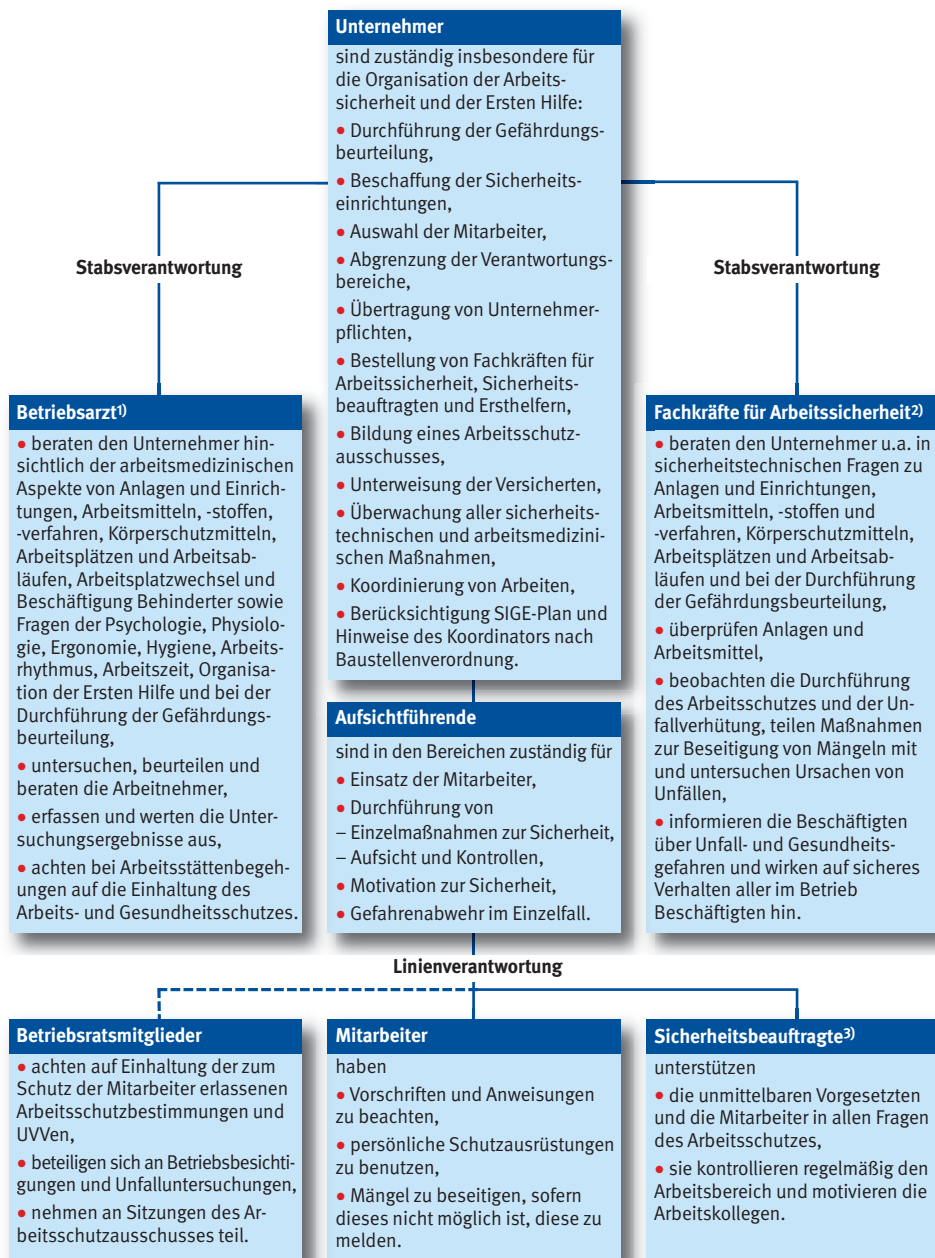 Unternehmer
sind zuständig insbesondere für
die Organisation der Arbeits-
sicherheit und der Ersten Hilfe:
• Durchführung der Gefährdungs-
beurteilung,
• Beschaffung der Sicherheits-
einrichtungen,
• Auswahl der Mitarbeiter,
• Abgrenzung der Verantwortungs-
bereiche,
• Übertragung von Unternehmer-
pflichten,
• Bestellung von Fachkräften für
Arbeitssicherheit, Sicherheits-
beauftragten und Ersthelfern,
• Bildung eines Arbeitsschutz-
ausschusses,
• Unterweisung der Versicherten,
• Überwachung aller sicherheits-
technischen und arbeitsmedizini-
schen Maßnahmen,
• Koordinierung von Arbeiten,
• Berücksichtigung SIGE-Plan und
Hinweise des Koordinators nach
Baustellenverordnung.
Stabsverantwortung
Stabsverantwortung
Betriebsarzt1)
• beraten den Unternehmer hin-
sichtlich der arbeitsmedizinischen
Aspekte von Anlagen und Einrich-
tungen, Arbeitsmitteln, -stoffen,
-verfahren, Körperschutzmitteln,
Arbeitsplätzen und Arbeitsab-
läufen, Arbeitsplatzwechsel und
Beschäftigung Behinderter sowie
Fragen der Psychologie, Physiolo-
gie, Ergonomie, Hygiene, Arbeits-
rhythmus, Arbeitszeit, Organisa-
tion der Ersten Hilfe und bei der
Durchführung der Gefährdungs-
beurteilung,
• untersuchen, beurteilen und
beraten die Arbeitnehmer,
• erfassen und werten die Unter-
suchungsergebnisse aus,
• achten bei Arbeitsstättenbegeh-
ungen auf die Einhaltung des
Arbeits- und Gesundheitsschutzes.
Aufsichtführende
sind in den Bereichen zuständig für
• Einsatz der Mitarbeiter,
• Durchführung von
– Einzelmaßnahmen zur Sicherheit,
– Aufsicht und Kontrollen,
• Motivation zur Sicherheit,
• Gefahrenabwehr im Einzelfall.
Fachkräfte für Arbeitssicherheit2)
• beraten den Unternehmer u.a. in
sicherheitstechnischen Fragen zu
Anlagen und Einrichtungen,
Arbeitsmitteln, -stoffen und
-verfahren, Körperschutzmitteln,
Arbeitsplätzen und Arbeitsab-
läufen und bei der Durchführung
der Gefährdungsbeurteilung,
• überprüfen Anlagen und
Arbeitsmittel,
• beobachten die Durchführung
des Arbeitsschutzes und der Un-
fallverhütung, teilen Maßnahmen
zur Beseitigung von Mängeln mit
und untersuchen Ursachen von
Unfällen,
• informieren die Beschäftigten
über Unfall- und Gesundheits-
gefahren und wirken auf sicheres
Verhalten aller im Betrieb
Beschäftigten hin.
Linienverantwortung
Betriebsratsmitglieder
• achten auf Einhaltung der zum
Schutz der Mitarbeiter erlassenen
Arbeitsschutzbestimmungen und
UVVen,
• beteiligen sich an Betriebsbesichti-
gungen und Unfalluntersuchungen,
• nehmen an Sitzungen des Ar-
beitsschutzausschusses teil.
Mitarbeiter
haben
• Vorschriften und Anweisungen
zu beachten,
• persönliche Schutzausrüstungen
zu benutzen,
• Mängel zu beseitigen, sofern
dieses nicht möglich ist, diese zu
melden.
Sicherheitsbeauftragte3)
unterstützen
• die unmittelbaren Vorgesetzten
und die Mitarbeiter in allen Fragen
des Arbeitsschutzes,
• sie kontrollieren regelmäßig den
Arbeitsbereich und motivieren die
Arbeitskollegen.